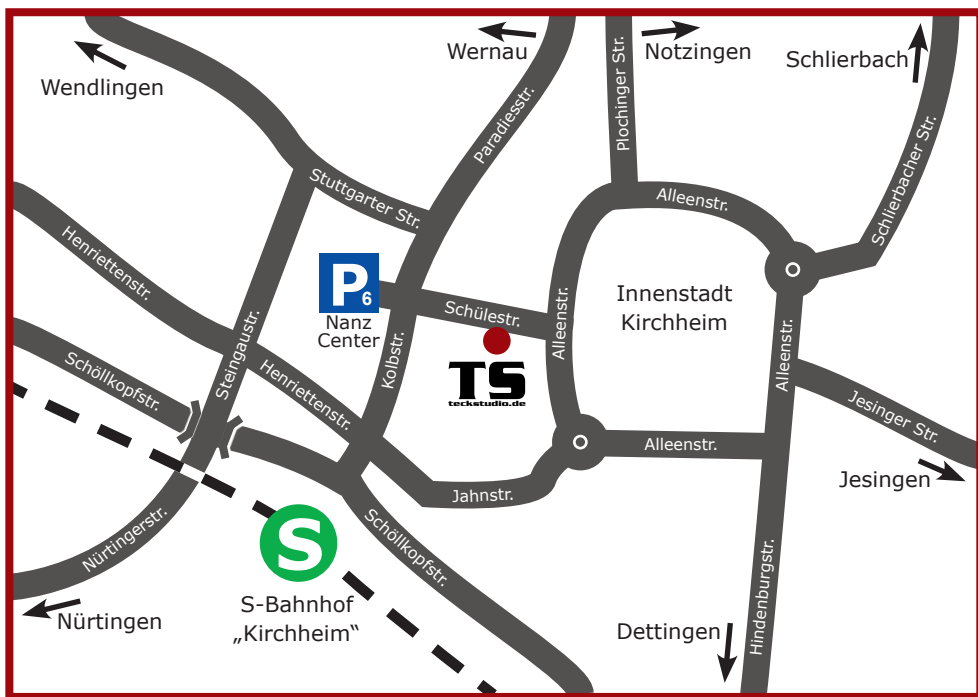 Wernau
Notzingen
Schlierbach
Wendlingen
Plochinger Str.
Paradiesstr.
Schlierbacher Str.
Stuttgarter Str.
Alleenstr.
Henriettenstr.
P6
Nanz
Center
Schülestr.
Innenstadt
Kirchheim
Alleenstr.
Alleenstr.
Steingaustr.
Kolbstr.
Schöllkopfstr.
Henriettenstr.
TS
teckstudio.de
Jesinger Str.
Alleenstr.
Jesingen
Jahnstr.
Nürtingerstr.
S
Schöllkopfstr.
Hindenburgstr.
S-Bahnhof
„Kirchheim“
Nürtingen
Dettingen